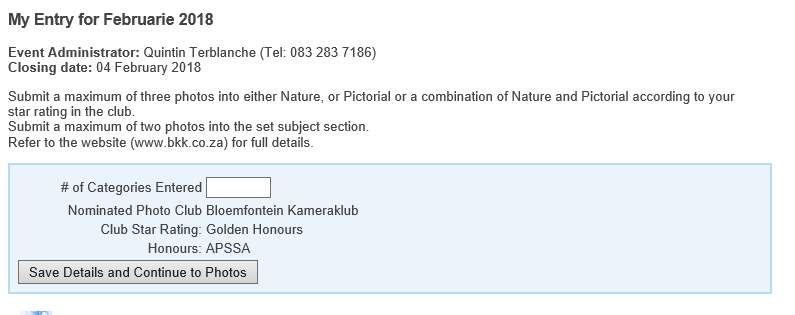 My Entry for Februarie 2018
Event Administrator: Quintin Terblanche (Tel: 083 283 7186)
Closing date: 04 February 2018
Submit a maximum of three photos into either Nature, or Pictorial or a combination of Nature and Pictorial according to your
star rating in the club.
Submit a maximum of two photos into the set subject section.
Refer to the website (www.bkk.co.za) for full details.
# of Categories Entered
Nominated Photo Club Bloemfontein Kameraklub
Club Star Rating: Golden Honours
Honours: APSSA
Save Details and Continue to Photos